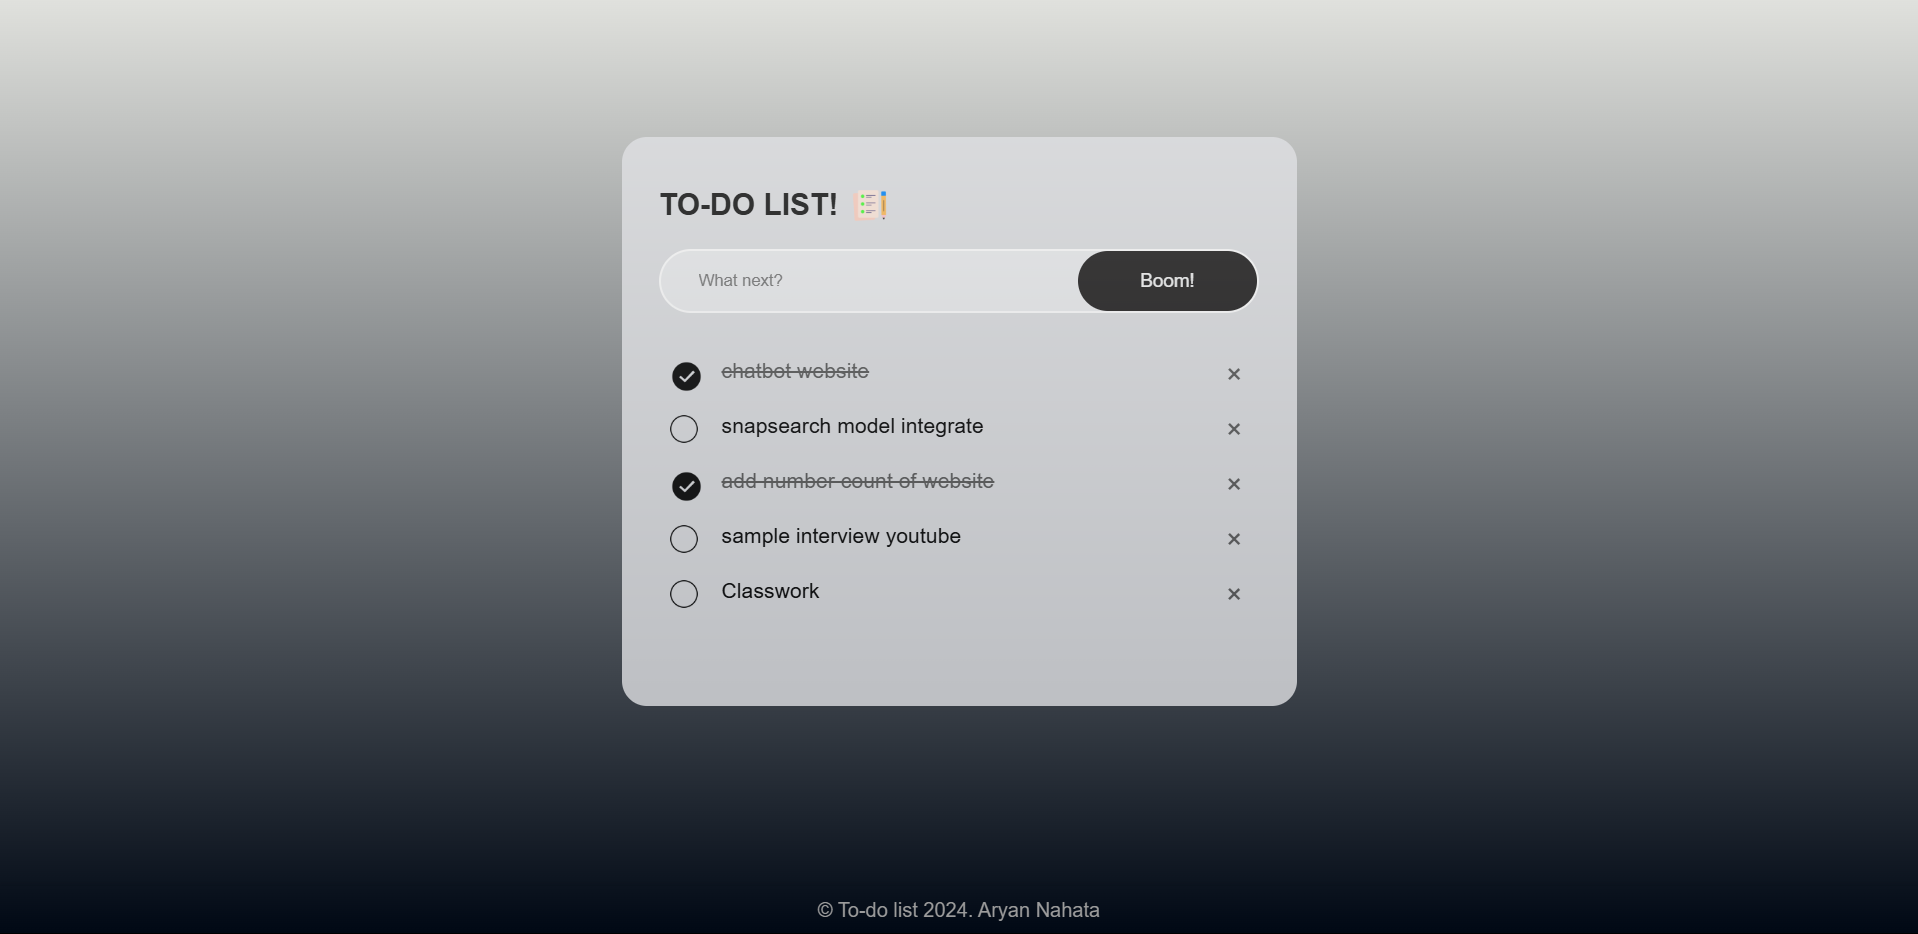 TO-DO LIST!
What next?
Boom!
chatbot website
snapsearch model integrate
add number count of website
sample interview youtube
Classwork
© To-do list 2024. Aryan Nahata